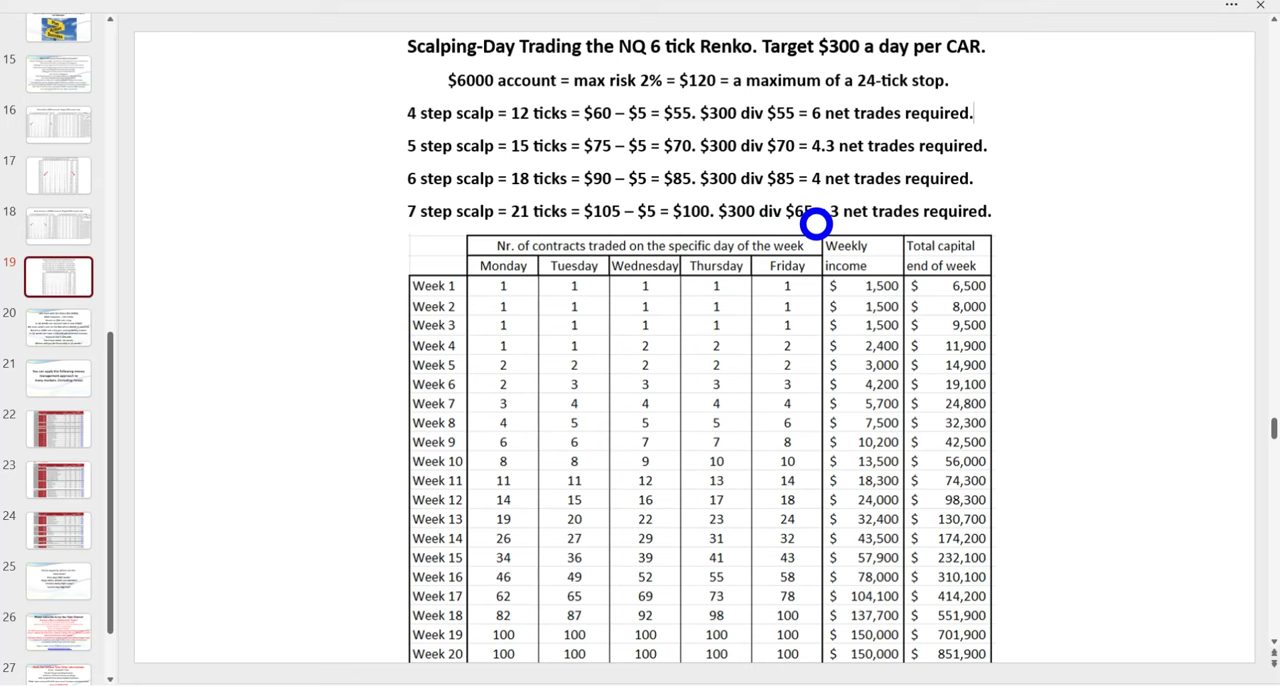 Scalping-Day Trading the NQ 6 tick Renko. Target $300 a day per CAR.
$6000 account = max risk 2% = $120 = a maximum of a 24-tick stop.
4 step scalp = 12 ticks = $60 – $5 = $55. $300 div $55 = 6 net trades required.
5 step scalp = 15 ticks = $75 – $5 = $70. $300 div $70 = 4.3 net trades required.
6 step scalp = 18 ticks = $90 – $5 = $85. $300 div $85 = 4 net trades required.
7 step scalp = 21 ticks = $105 – $5 = $100. $300 div 3 net trades required.
Nr. of contracts traded on the specific day of the week Weekly Total capital
Monday Tuesday Wednesday Thursday Friday income end of week
Week 1 1 1 1 1 1 $ 1,500 $ 6,500
Week 2 1 1 1 1 1 $ 1,500 $ 8,000
Week 3 1 1 1 1 1 $ 1,500 $ 9,500
Week 4 1 1 2 2 2 $ 2,400 $ 11,900
Week 5 2 2 2 2 2 $ 3,000 $ 14,900
Week 6 2 3 3 3 3 $ 4,200 $ 19,100
Week 7 3 4 4 4 4 $ 5,700 $ 24,800
Week 8 4 5 5 5 6 $ 7,500 $ 32,300
Week 9 6 6 7 7 8 $ 10,200 $ 42,500
Week 10 8 8 9 10 10 $ 13,500 $ 56,000
Week 11 11 11 12 13 14 $ 18,300 $ 74,300
Week 12 14 15 16 17 18 $ 24,000 $ 98,300
Week 13 19 20 22 23 24 $ 32,400 $ 130,700
Week 14 26 27 29 31 32 $ 43,500 $ 174,200
Week 15 34 36 39 41 43 $ 57,900 $ 232,100
Week 16 46 49 52 55 58 $ 78,000 $ 310,100
Week 17 62 65 69 73 78 $ 104,100 $ 414,200
Week 18 82 87 92 98 100 $ 137,700 $ 551,900
Week 19 100 100 100 100 100 $ 150,000 $ 701,900
Week 20 100 100 100 100 100 $ 150,000 $ 851,900
15
16
17
18
19
20
21
22
23
24
25
26
27